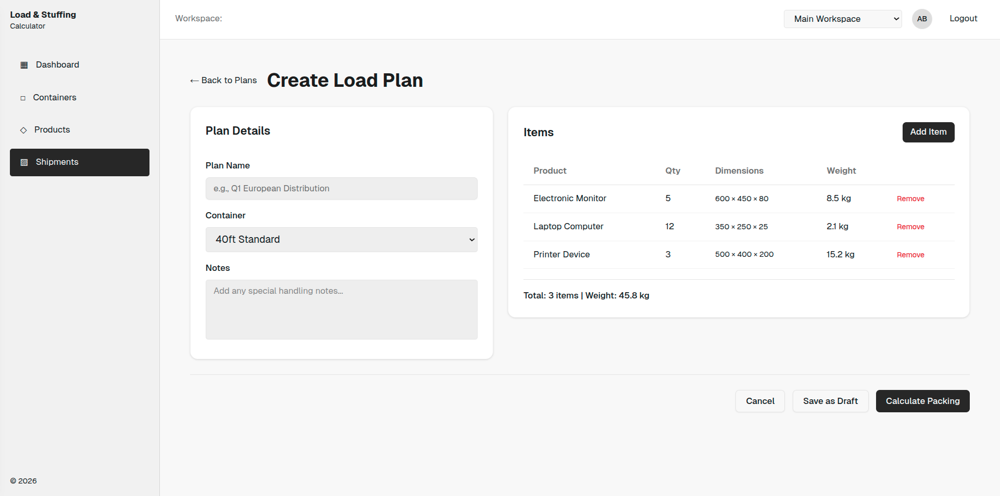 Load & Stuffing
Calculator
Dashboard
Containers
Products
Shipments
© 2026
Workspace:
Main Workspace
AB
Logout
← Back to Plans
Create Load Plan
Plan Details
Plan Name
e.g., Q1 European Distribution
Container
40ft Standard
Notes
Add any special handling notes...
Items
Add Item
Product Qty Dimensions Weight
Electronic Monitor 5 600 × 450 × 80 8.5 kg Remove
Laptop Computer 12 350 × 250 × 25 2.1 kg Remove
Printer Device 3 500 × 400 × 200 15.2 kg Remove
Total: 3 items | Weight: 45.8 kg
Cancel
Save as Draft
Calculate Packing